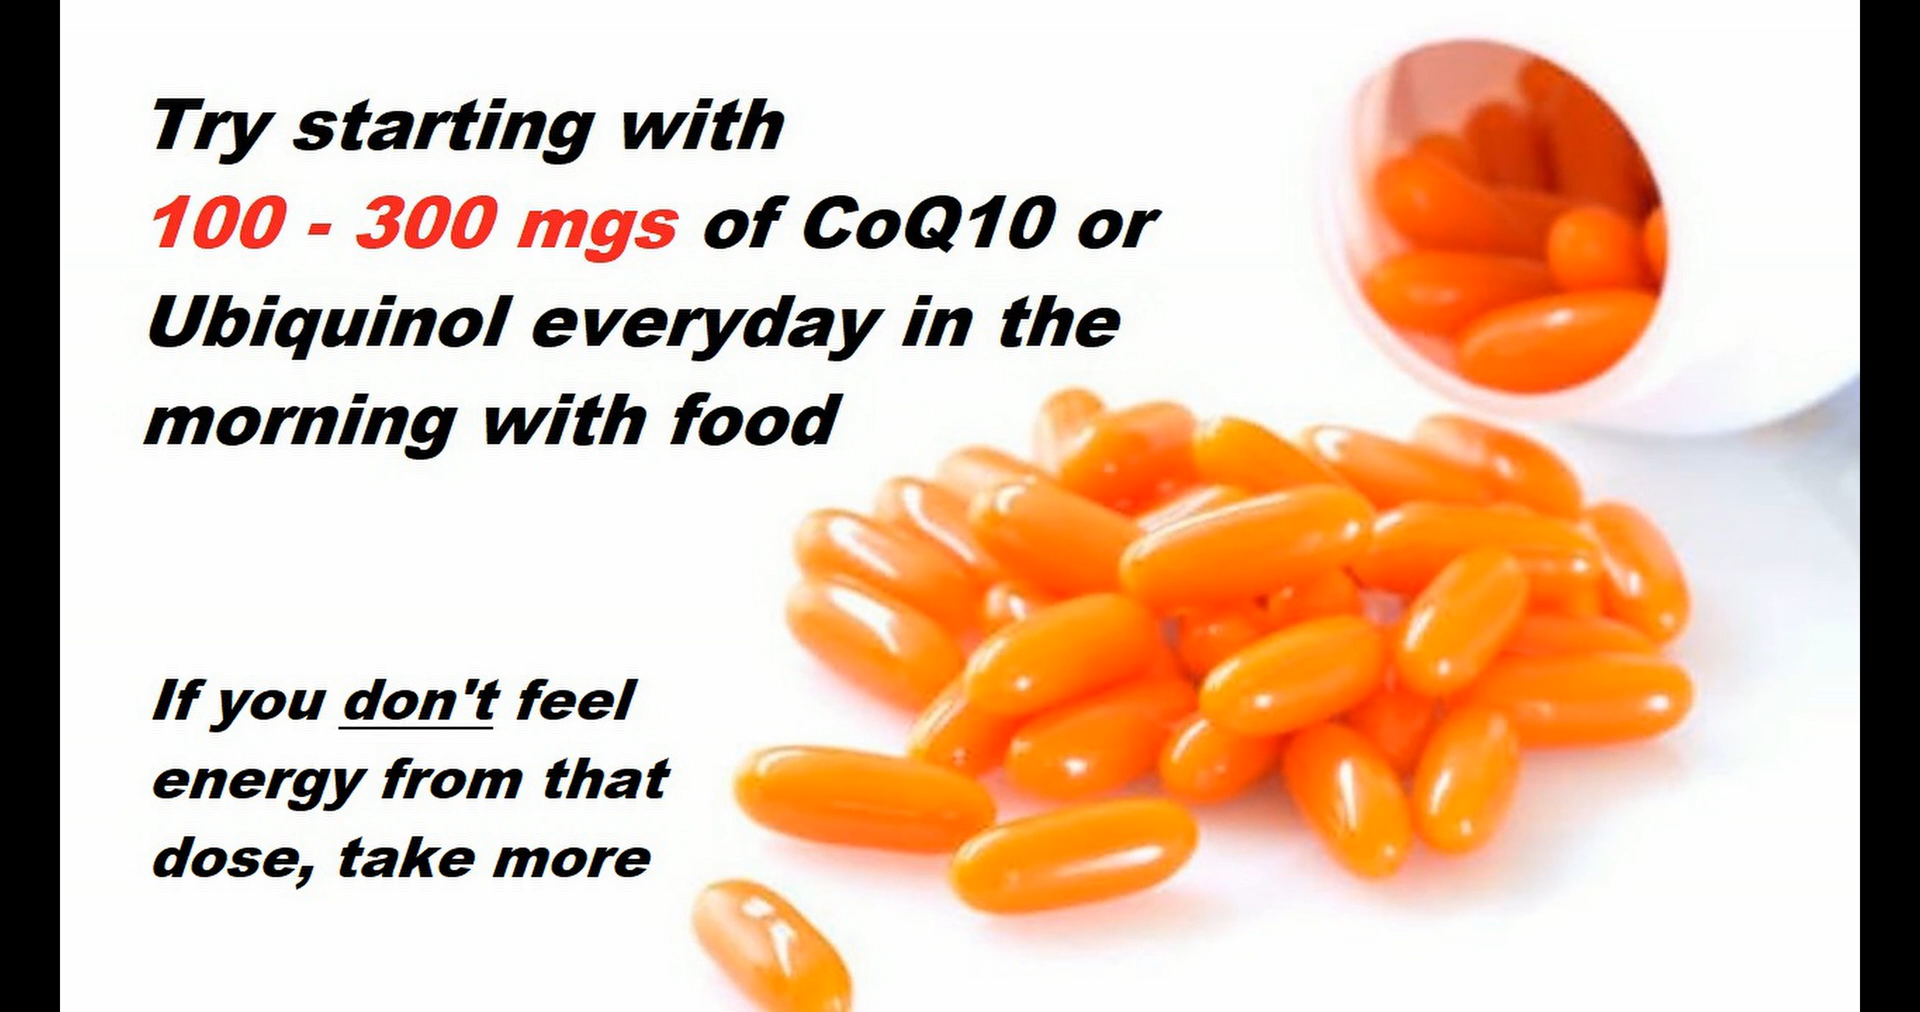 Try starting with
100 - 300 mgs of CoQ10 or
Ubiquinol everyday in the
morning with food
If you don't feel
energy from that
dose, take more